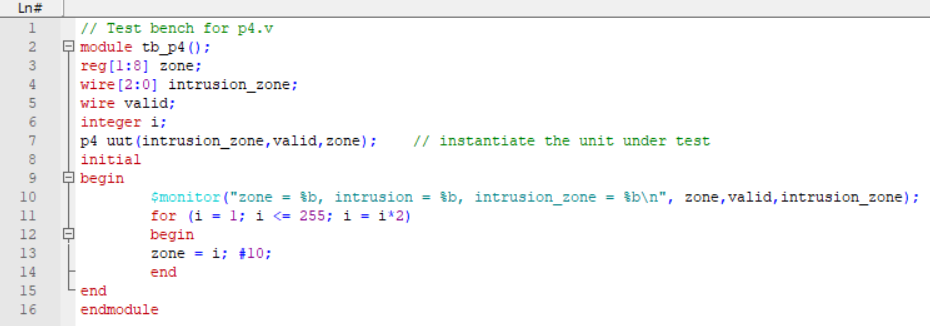 Ln#
1 // Test bench for p4.v
2 module tb_p4();
3 reg[1:8] zone;
4 wire[2:0] intrusion_zone;
5 wire valid;
6 integer i;
7 p4 uut(intrusion_zone,valid,zone); // instantiate the unit under test
8 initial
9 begin
10 $monitor("zone = %b, intrusion = %b, intrusion_zone = %b\n", zone,valid,intrusion_zone);
11 for (i = 1; i <= 255; i = i*2)
12 begin
13 zone = i; #10;
14 end
15 end
16 endmodule